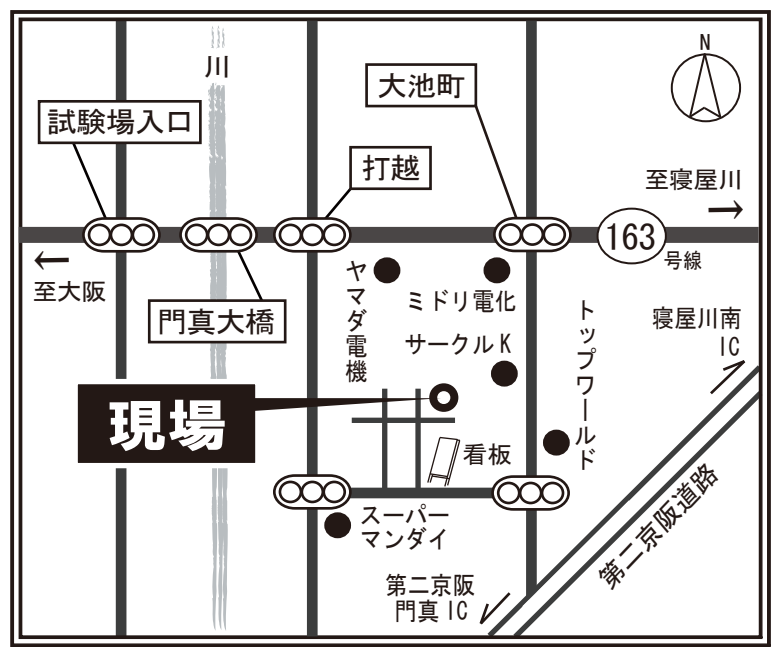 N
川
大池町
試験場入口
打越
至寝屋川
→
163
号線
←
至大阪
門真大橋
ヤマダ電機
ミドリ電化
サークルK
トップワールド
寝屋川南
IC
現場
看板
スーパー
マンダイ
第二京阪道路
第二京阪
門真IC